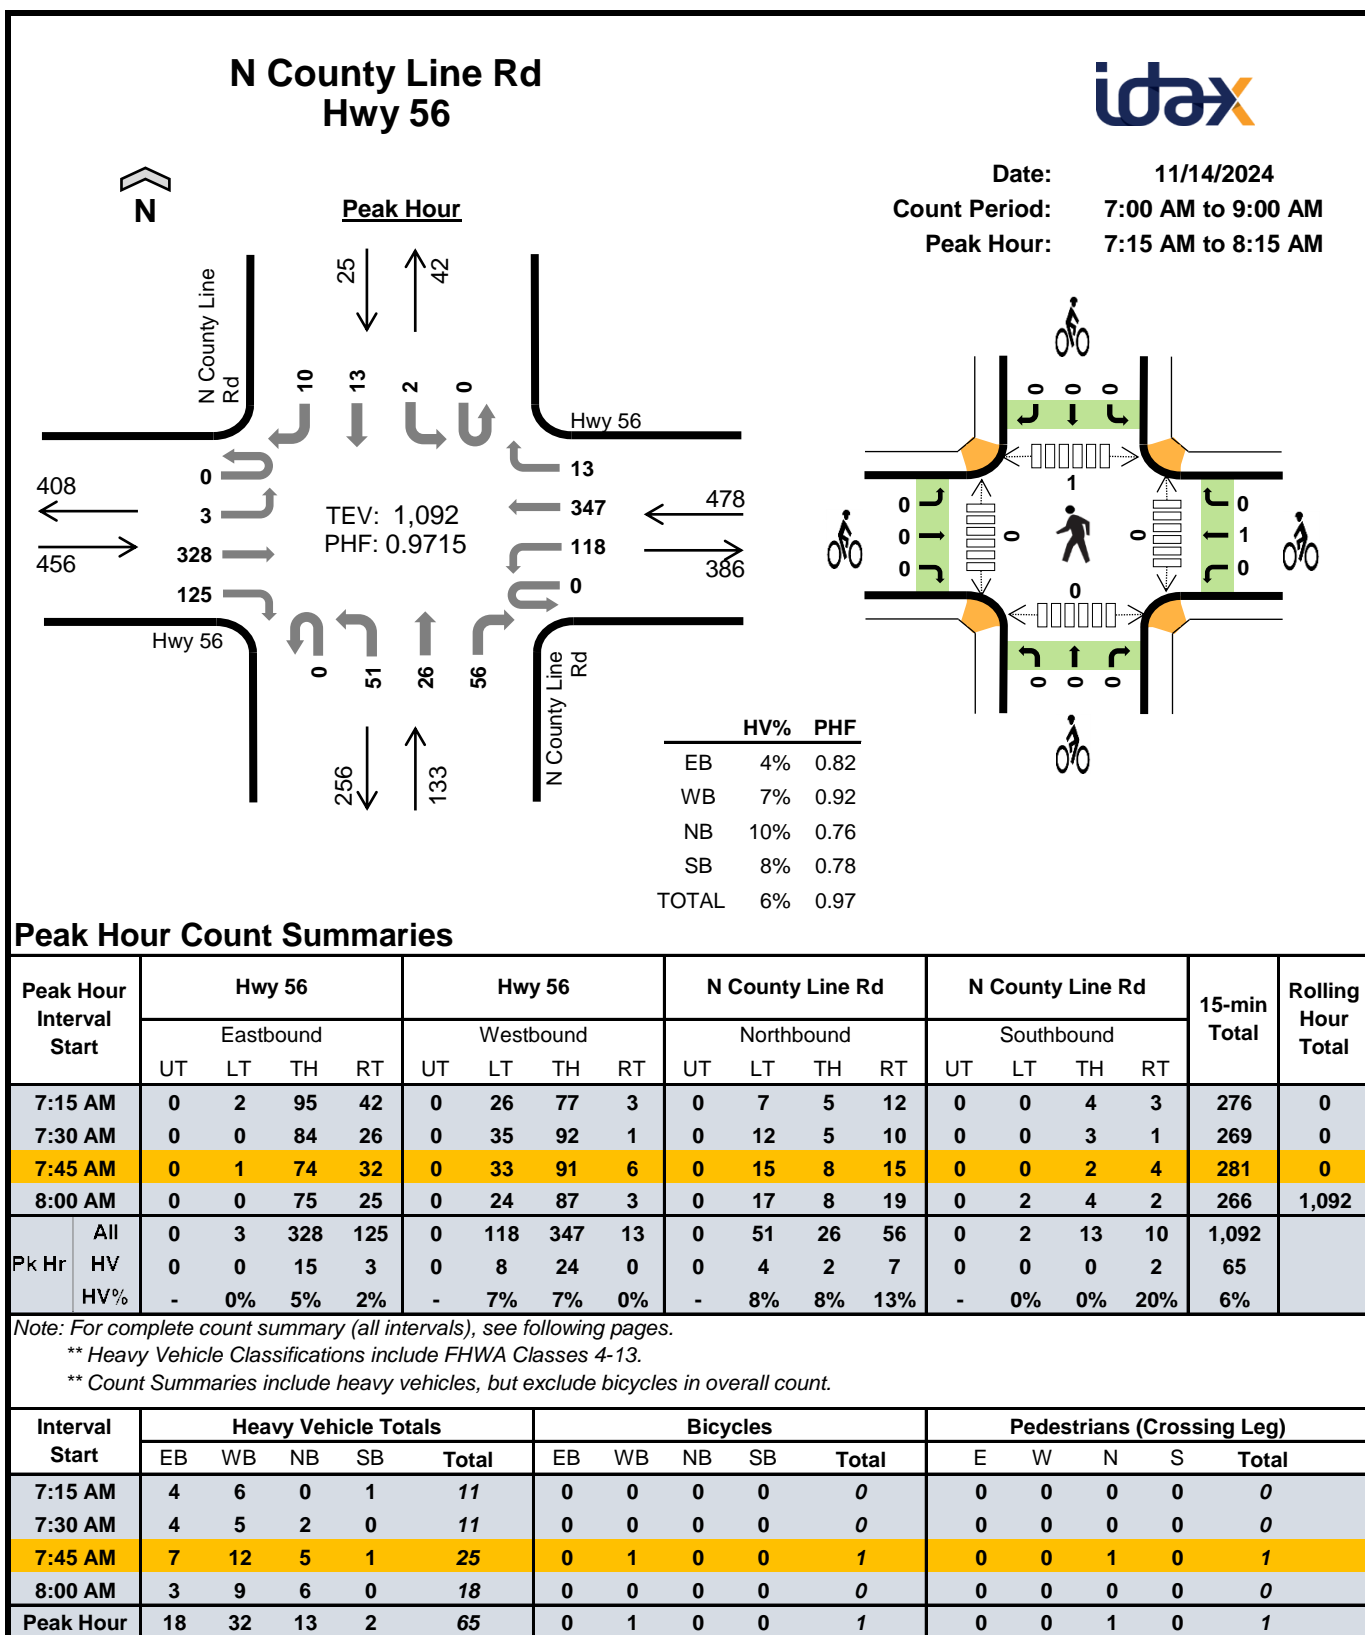 N County Line Rd
Hwy 56
idax
Date: 11/14/2024
Count Period: 7:00 AM to 9:00 AM
Peak Hour: 7:15 AM to 8:15 AM
N
Peak Hour
25 42
N County Line
Rd
10 13 2 0
Hwy 56
0 13
408
3 347 478
TEV: 1,092
PHF: 0.9715
456
328 118 386
125 0
Hwy 56
0 51 26 56
N County Line
Rd
256 133
0 0 0
1
0 0 0
0 0 0 1
0 0 0
0 0 0
HV% PHF
EB 4% 0.82
WB 7% 0.92
NB 10% 0.76
SB 8% 0.78
TOTAL 6% 0.97
Peak Hour Count Summaries
Peak Hour Interval Start Hwy 56 Hwy 56 N County Line Rd N County Line Rd 15-min Total Rolling Hour Total
Eastbound Westbound Northbound Southbound
UT LT TH RT UT LT TH RT UT LT TH RT UT LT TH RT
7:15 AM 0 2 95 42 0 26 77 3 0 7 5 12 0 0 4 3 276 0
7:30 AM 0 0 84 26 0 35 92 1 0 12 5 10 0 0 3 1 269 0
7:45 AM 0 1 74 32 0 33 91 6 0 15 8 15 0 0 2 4 281 0
8:00 AM 0 0 75 25 0 24 87 3 0 17 8 19 0 2 4 2 266 1,092
Pk Hr All 0 3 328 125 0 118 347 13 0 51 26 56 0 2 13 10 1,092
HV 0 0 15 3 0 8 24 0 0 4 2 7 0 0 0 2 65
HV% - 0% 5% 2% - 7% 7% 0% - 8% 8% 13% - 0% 0% 20% 6%
Note: For complete count summary (all intervals), see following pages.
** Heavy Vehicle Classifications include FHWA Classes 4-13.
** Count Summaries include heavy vehicles, but exclude bicycles in overall count.
Interval Start Heavy Vehicle Totals Bicycles Pedestrians (Crossing Leg)
EB WB NB SB Total EB WB NB SB Total E W N S Total
7:15 AM 4 6 0 1 11 0 0 0 0 0 0 0 0 0 0
7:30 AM 4 5 2 0 11 0 0 0 0 0 0 0 0 0 0
7:45 AM 7 12 5 1 25 0 1 0 0 1 0 0 1 0 1
8:00 AM 3 9 6 0 18 0 0 0 0 0 0 0 0 0 0
Peak Hour 18 32 13 2 65 0 1 0 0 1 0 0 1 0 1